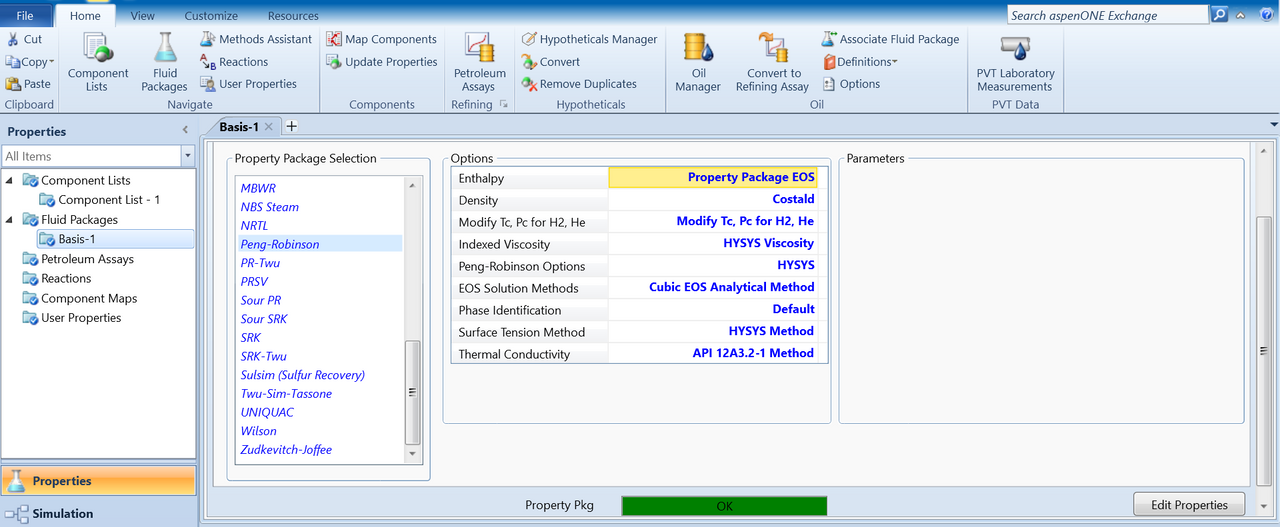 File Home View Customize Resources Search aspenONE Exchange
Cut
Copy
Paste
Clipboard
Component Lists
Fluid Packages
Methods Assistant
Reactions
User Properties
Navigate
Map Components
Update Properties
Components
Petroleum Assays
Refining
Hypotheticals Manager
Convert
Remove Duplicates
Hypotheticals
Oil Manager
Convert to Refining Assay
Associate Fluid Package
Definitions
Options
Oil
PVT Laboratory Measurements
PVT Data
Properties
All Items
Component Lists
Component List - 1
Fluid Packages
Basis-1
Petroleum Assays
Reactions
Component Maps
User Properties
Properties
Simulation
Basis-1
Property Package Selection
MBWR
NBS Steam
NRTL
Peng-Robinson
PR-Twu
PRSV
Sour PR
Sour SRK
SRK
SRK-Twu
Sulsim (Sulfur Recovery)
Twu-Sim-Tassone
UNIQUAC
Wilson
Zudkevitch-Joffee
Options
Enthalpy Property Package EOS
Density Costald
Modify Tc, Pc for H2, He Modify Tc, Pc for H2, He
Indexed Viscosity HYSYS Viscosity
Peng-Robinson Options HYSYS
EOS Solution Methods Cubic EOS Analytical Method
Phase Identification Default
Surface Tension Method HYSYS Method
Thermal Conductivity API 12A3.2-1 Method
Parameters
Property Pkg OK Edit Properties